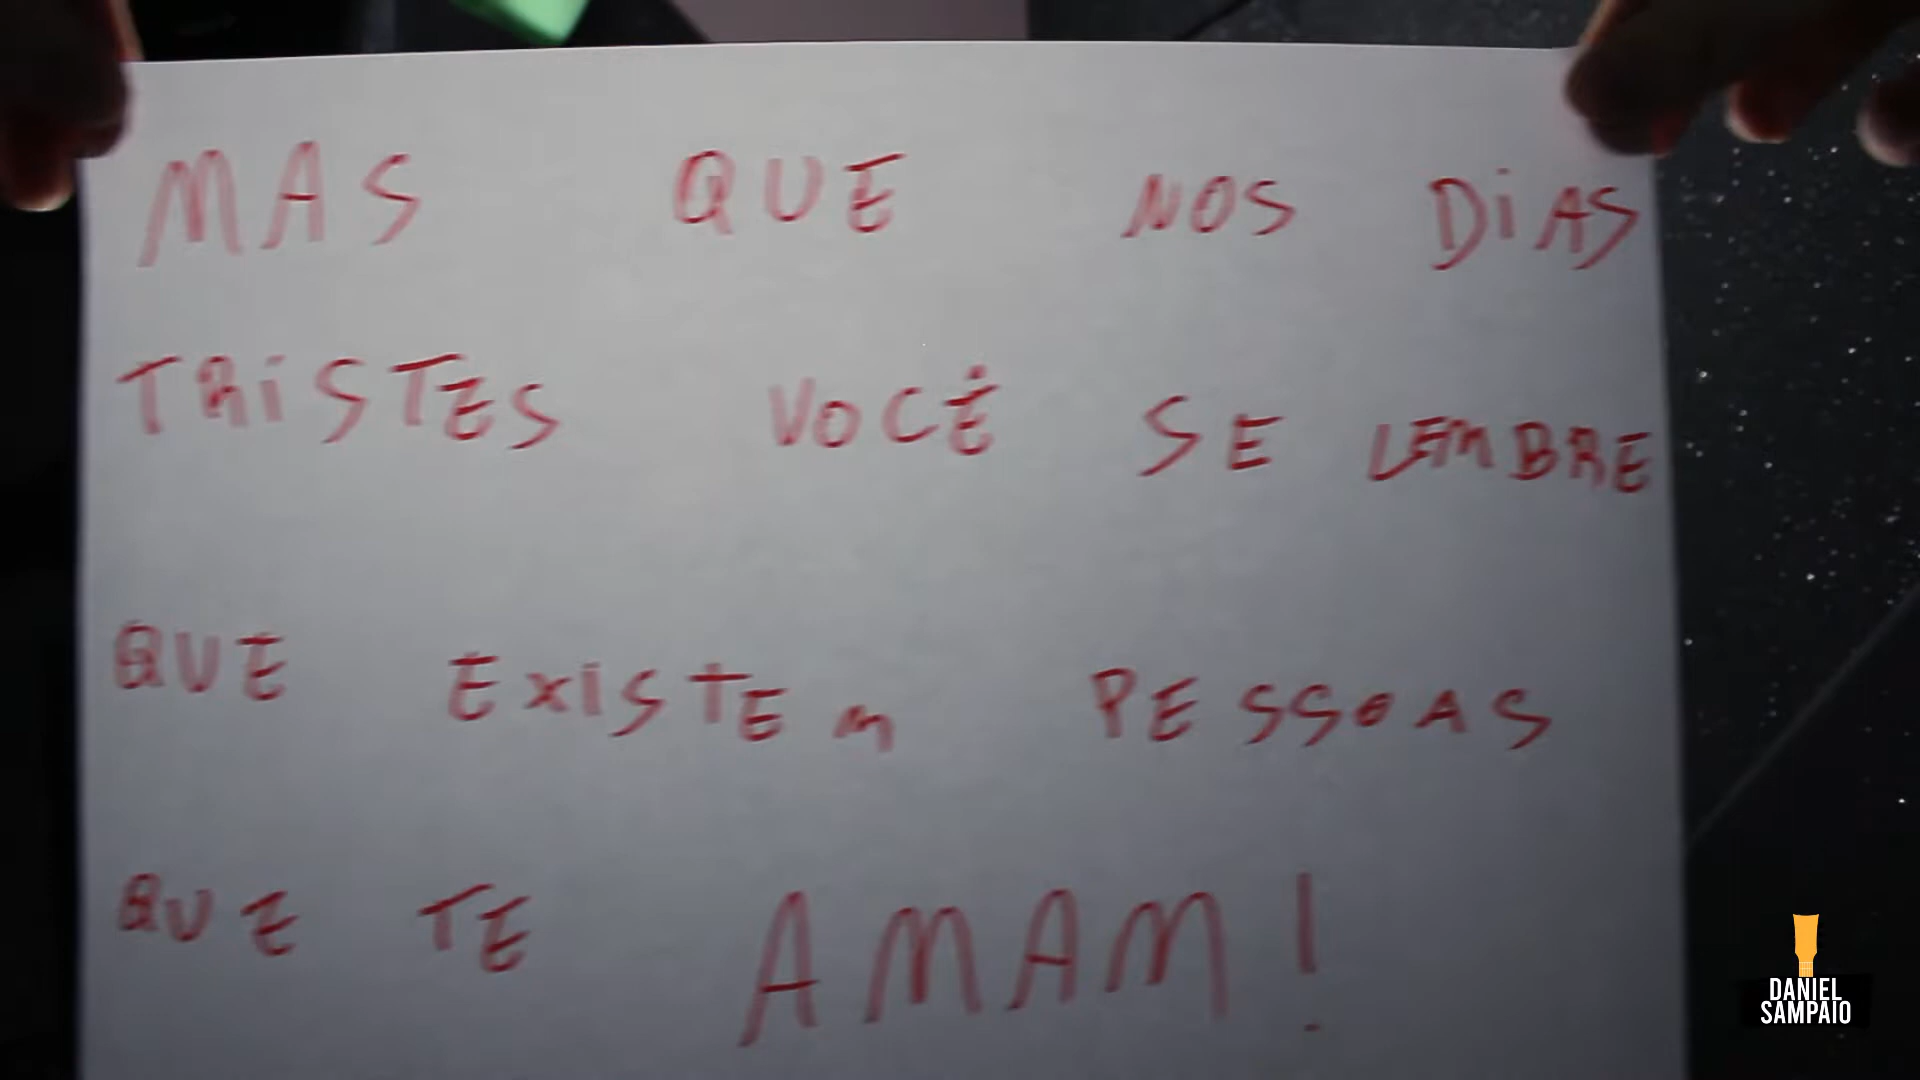 MAS QUE NOS DiAS
TRiSTES VOCÊ SE LEMBRE
QUE EXiSTEm PESSOAS
QUE TE AMAM!
DANIEL
SAMPAIO